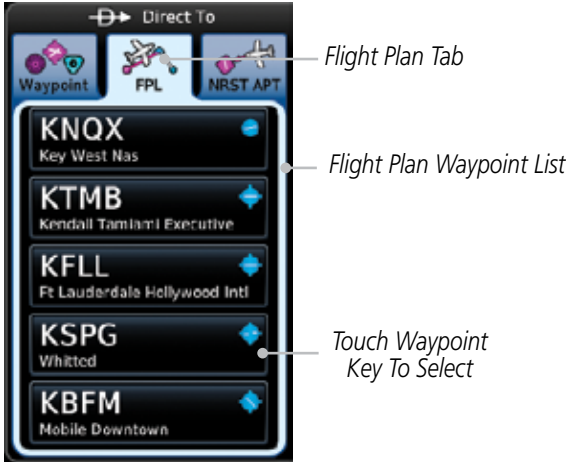 Direct To
Waypoint
FPL
NRST APT
Flight Plan Tab
KNQX
Key West Nas
Flight Plan Waypoint List
KTMB
Kendall Tamiami Executive
KFLL
Ft Lauderdale Hollywood Intl
KSPG
Whitted
Touch Waypoint
Key To Select
KBFM
Mobile Downtown